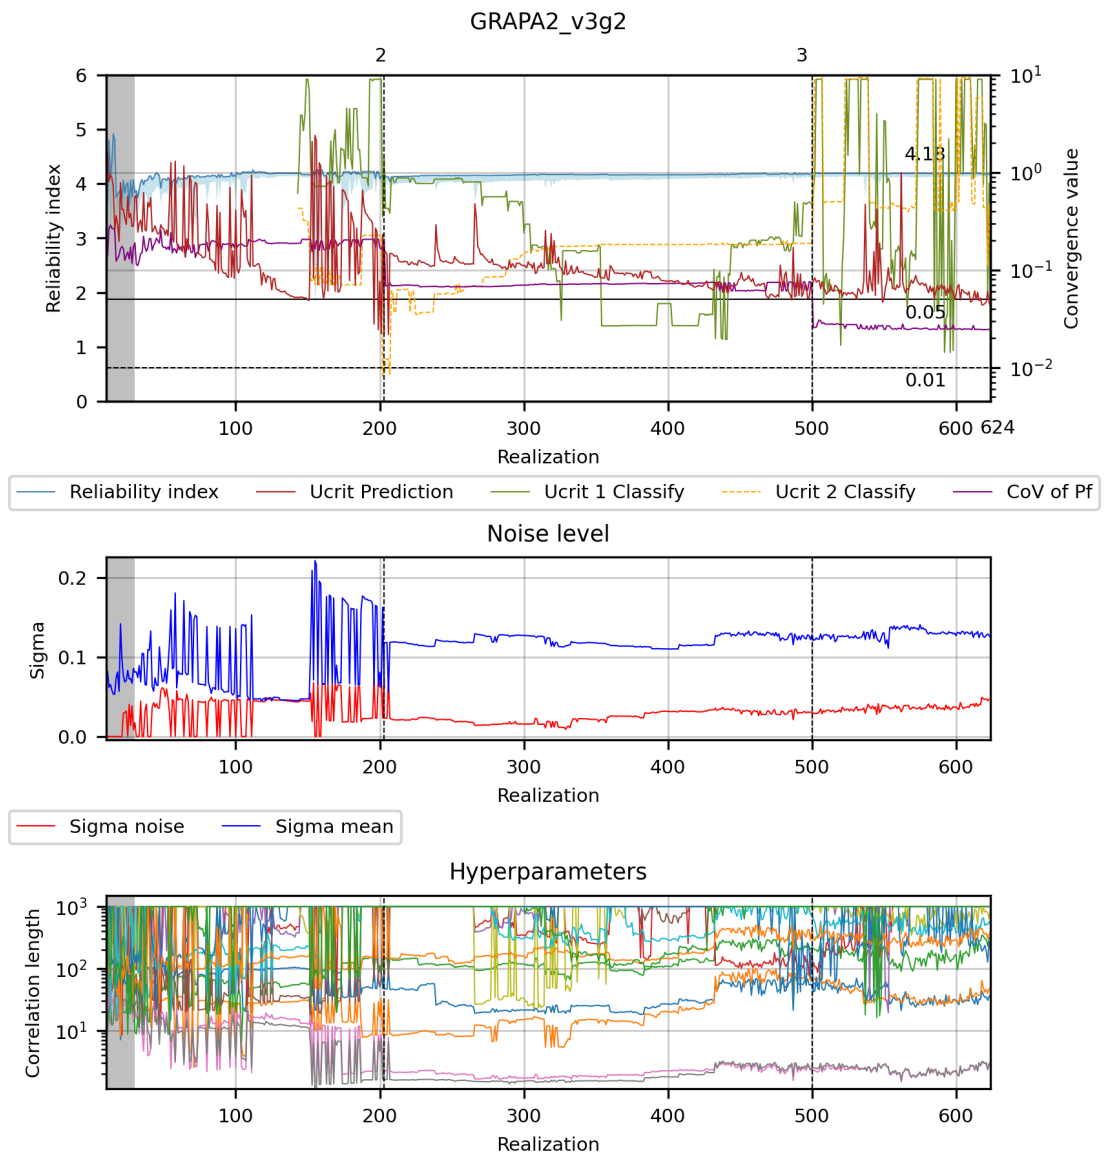 GRAPA2_v3g2
2 3
6 10¹
5
4.18
4 10⁰
3
10⁻¹
2
0.05
1
10⁻²
0.01
0
Reliability index
Convergence value
100 200 300 400 500 600 624
Realization
Reliability index Ucrit Prediction Ucrit 1 Classify Ucrit 2 Classify CoV of Pf
Noise level
0.2
0.1
0.0
Sigma
100 200 300 400 500 600
Realization
Sigma noise Sigma mean
Hyperparameters
10³
10²
10¹
Correlation length
100 200 300 400 500 600
Realization